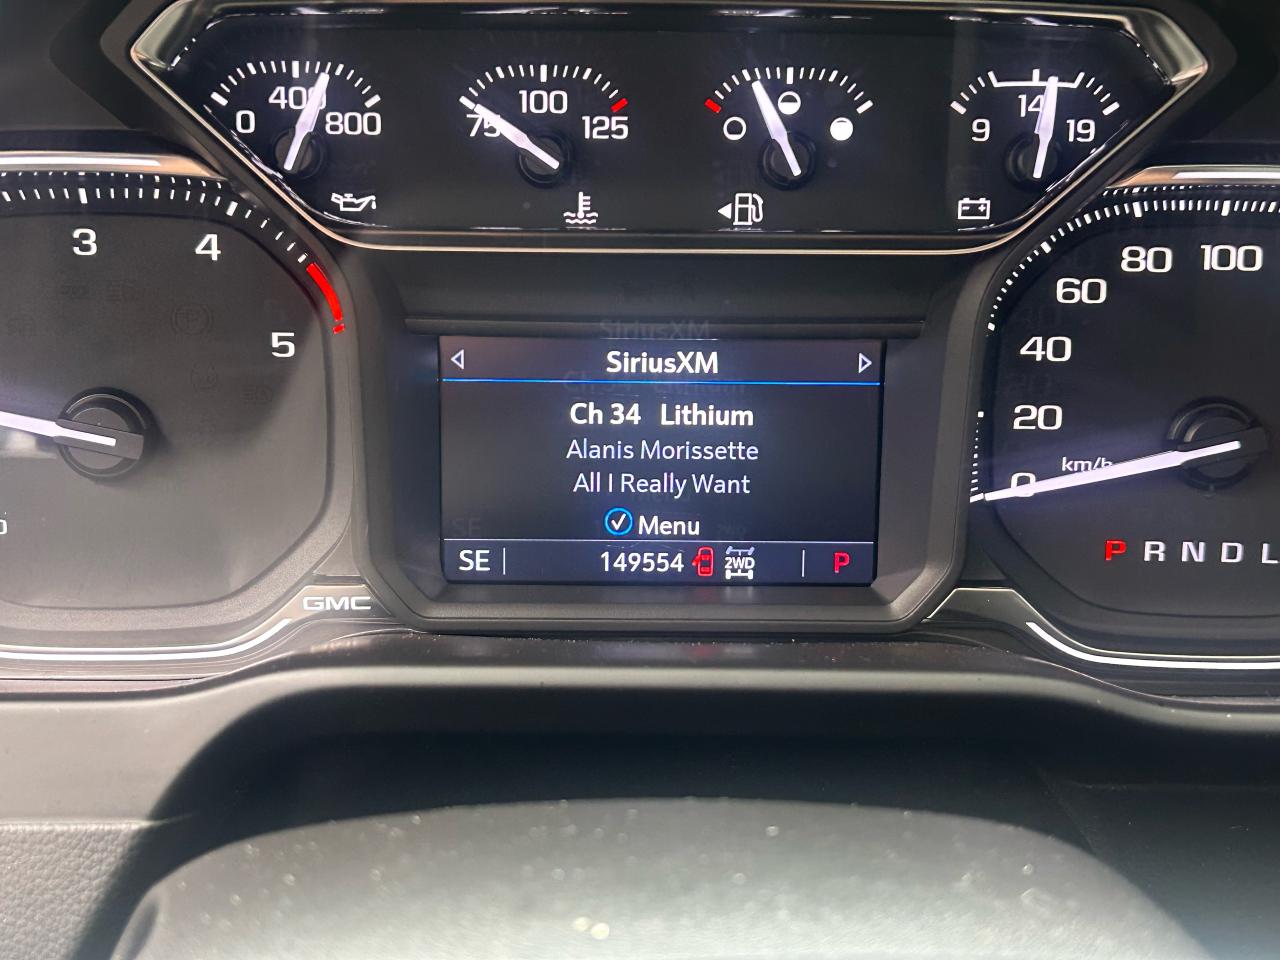 0 400 800
75 100 125
9 14 19
3
4
5
80 100
60
40
20
0
km/h
SiriusXM
Ch 34 Lithium
Alanis Morissette
All I Really Want
Menu
SE 149554 2WD P
P R N D L
GMC